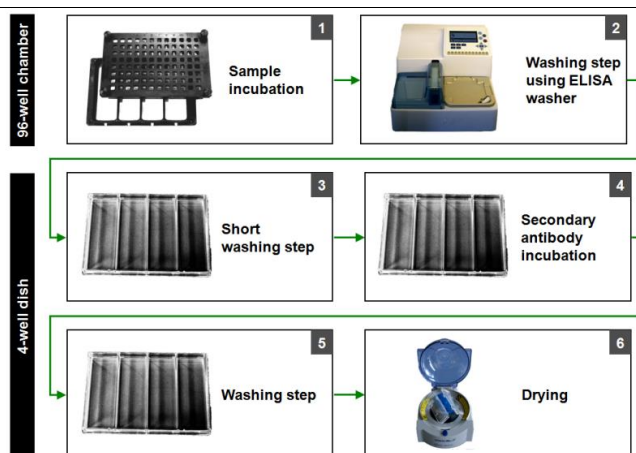 96-well chamber
1
Sample
incubation
2
Washing step
using ELISA
washer
4-well dish
3
Short
washing step
4
Secondary
antibody
incubation
5
Washing step
6
Drying